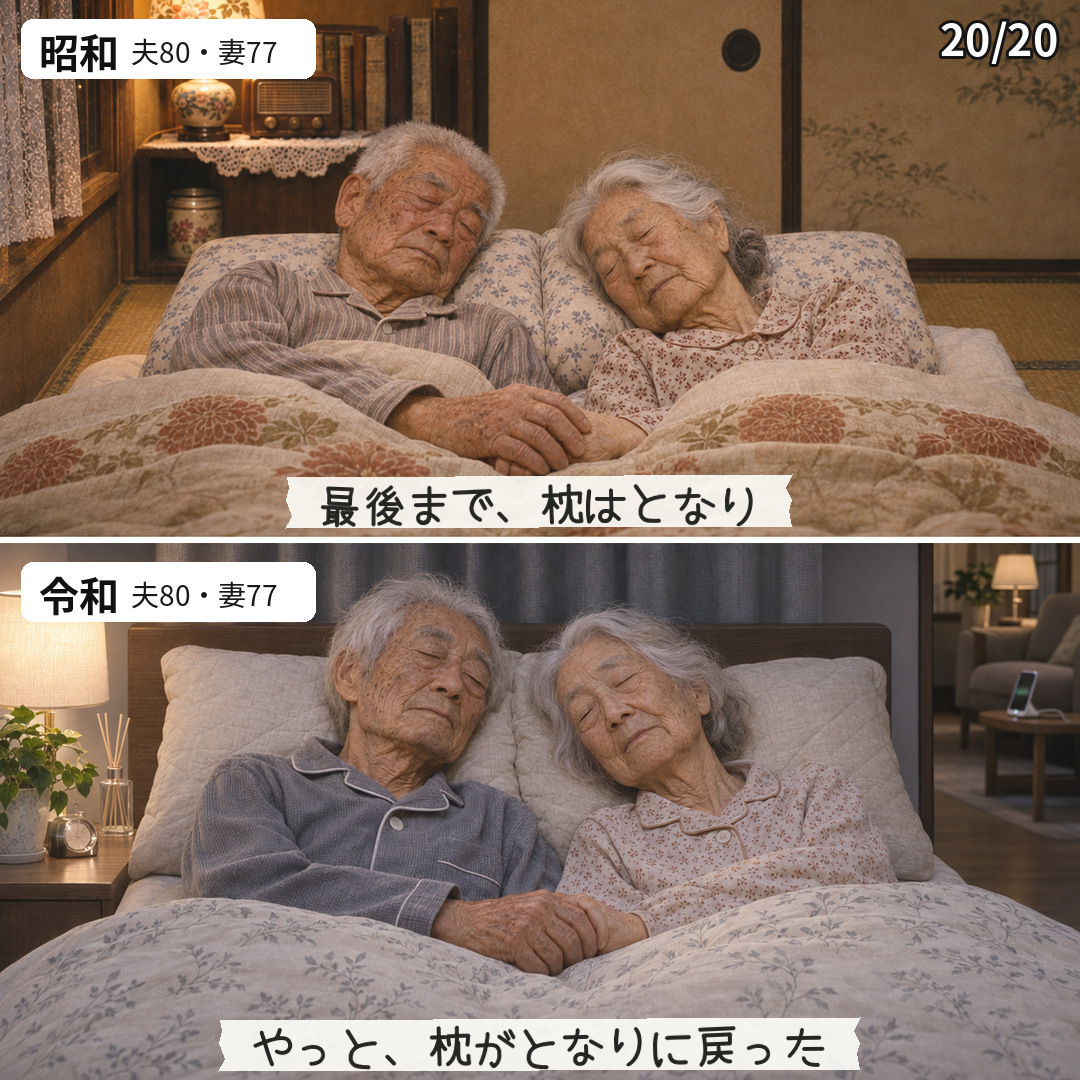 昭和 夫80・妻77
20/20
最後まで、枕はとなり
令和 夫80・妻77
やっと、枕がとなりに戻った